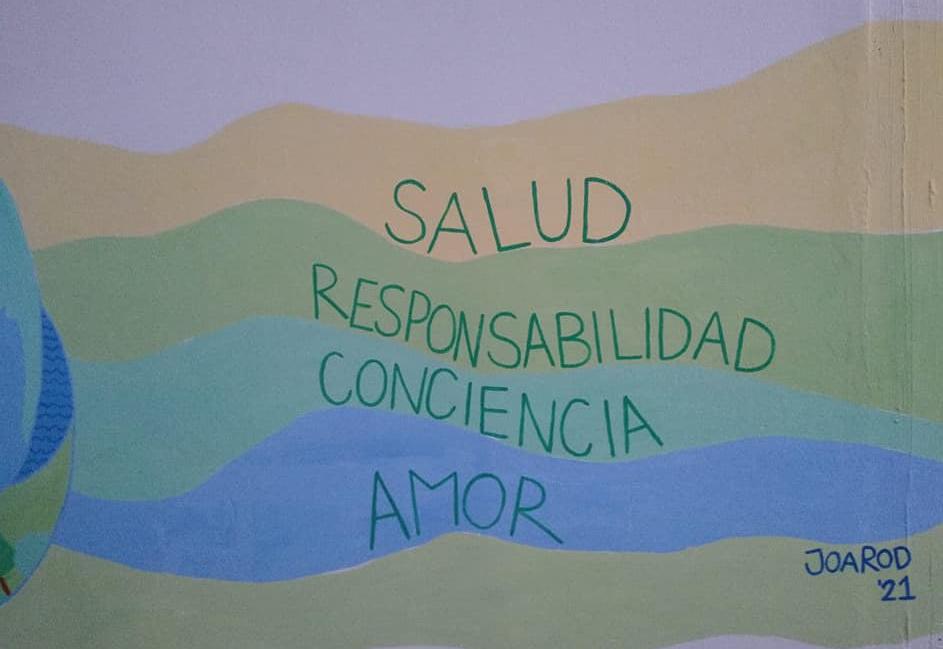 SALUD
RESPONSABILIDAD
CONCIENCIA
AMOR
JOAROD
'21